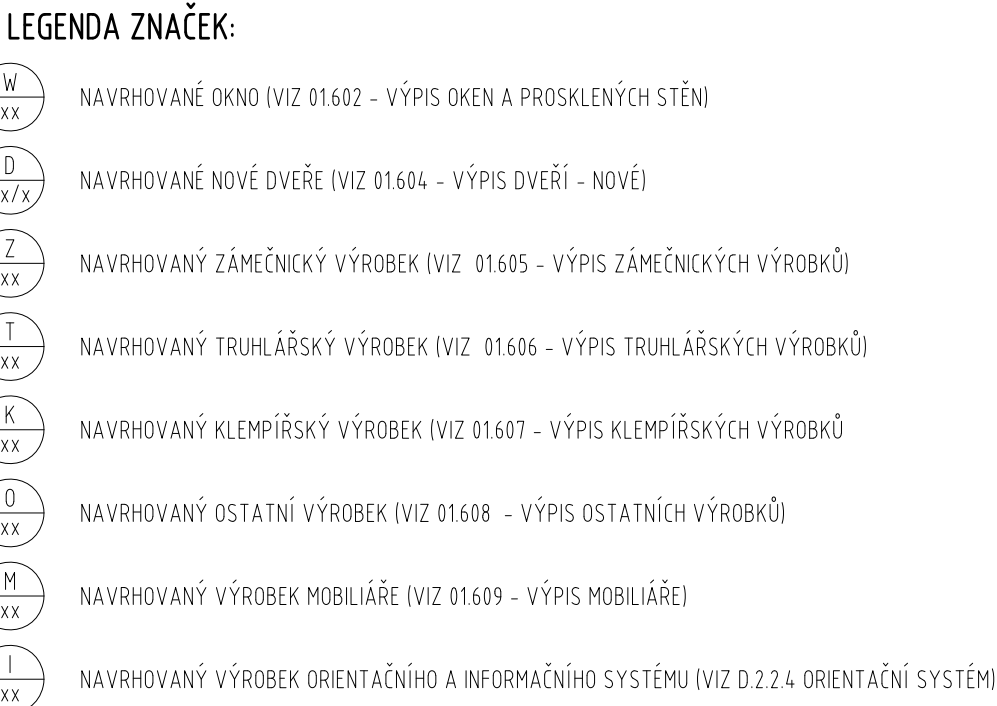 LEGENDA ZNAČEK:
W
xx
NAVRHOVANÉ OKNO (VIZ 01.602 - VÝPIS OKEN A PROSKLENÝCH STĚN)
D
x/x
NAVRHOVANÉ NOVÉ DVEŘE (VIZ 01.604 - VÝPIS DVEŘÍ - NOVÉ)
Z
xx
NAVRHOVANÝ ZÁMEČNICKÝ VÝROBEK (VIZ 01.605 - VÝPIS ZÁMEČNICKÝCH VÝROBKŮ)
T
xx
NAVRHOVANÝ TRUHLÁŘSKÝ VÝROBEK (VIZ 01.606 - VÝPIS TRUHLÁŘSKÝCH VÝROBKŮ)
K
xx
NAVRHOVANÝ KLEMPÍŘSKÝ VÝROBEK (VIZ 01.607 - VÝPIS KLEMPÍŘSKÝCH VÝROBKŮ
O
xx
NAVRHOVANÝ OSTATNÍ VÝROBEK (VIZ 01.608 - VÝPIS OSTATNÍCH VÝROBKŮ)
M
xx
NAVRHOVANÝ VÝROBEK MOBILIÁŘE (VIZ 01.609 - VÝPIS MOBILIÁŘE)
I
xx
NAVRHOVANÝ VÝROBEK ORIENTAČNÍHO A INFORMAČNÍHO SYSTÉMU (VIZ D.2.2.4 ORIENTAČNÍ SYSTÉM)